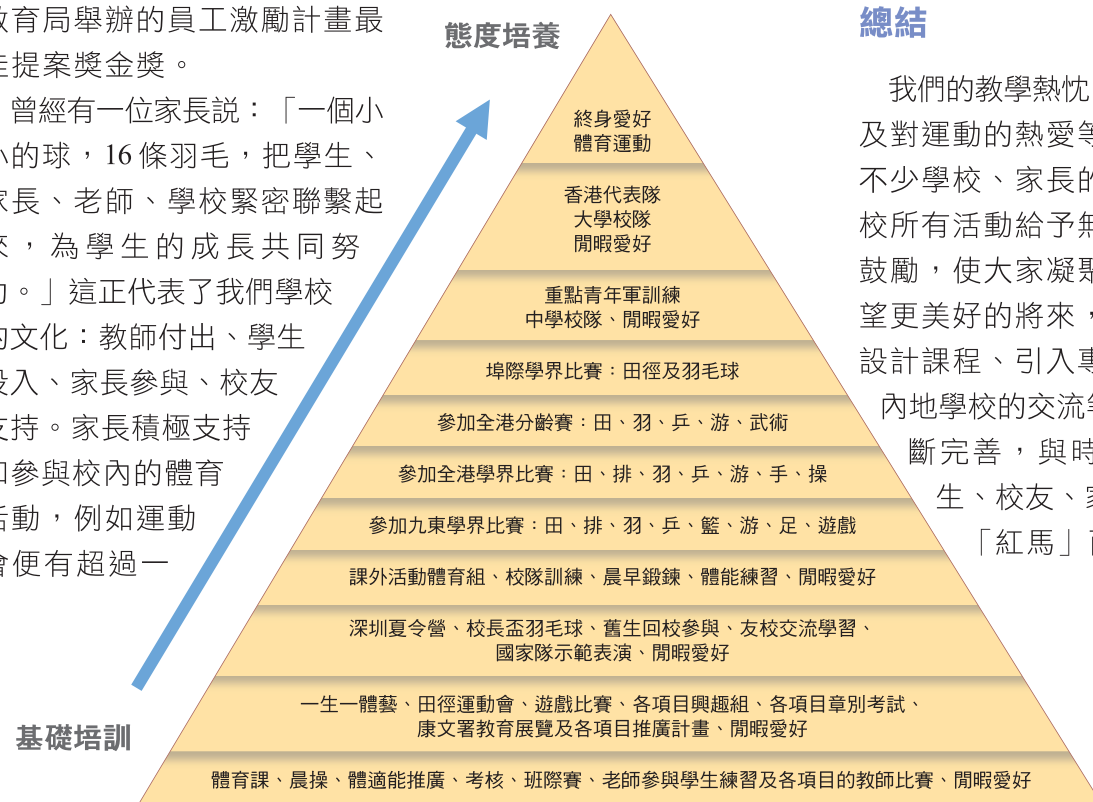 教育局舉辦的員工激勵計畫最
佳提案獎金獎。
曾經有一位家長説：「一個小
小的球，16 條羽毛，把學生、
家長、老師、學校緊密聯繫起
來，為學生的成長共同努
力。」這正代表了我們學校
的文化：教師付出、學生
投入、家長參與、校友
支持。家長積極支持
和參與校內的體育
活動，例如運動
會便有超過一
態度培養
基礎培訓
終身愛好
體育運動
香港代表隊
大學校隊
閒暇愛好
重點青年軍訓練
中學校隊、閒暇愛好
埠際學界比賽：田徑及羽毛球
參加全港分齡賽：田、羽、乒、游、武術
參加全港學界比賽：田、排、羽、乒、游、手、操
參加九東學界比賽：田、排、羽、乒、籃、游、足、遊戲
課外活動體育組、校隊訓練、晨早鍛鍊、體能練習、閒暇愛好
深圳夏令營、校長盃羽毛球、舊生回校參與、友校交流學習、
國家隊示範表演、閒暇愛好
一生一體藝、田徑運動會、遊戲比賽、各項目興趣組、各項目章別考試、
康文署教育展覽及各項目推廣計畫、閒暇愛好
體育課、晨操、體適能推廣、考核、班際賽、老師參與學生練習及各項目的教師比賽、閒暇愛好
總結
我們的教學熱忱
及對運動的熱愛等
不少學校、家長的
校所有活動給予無
鼓勵，使大家凝聚
望更美好的將來，
設計課程、引入專
內地學校的交流等
斷完善，與時
生、校友、家
「紅馬」